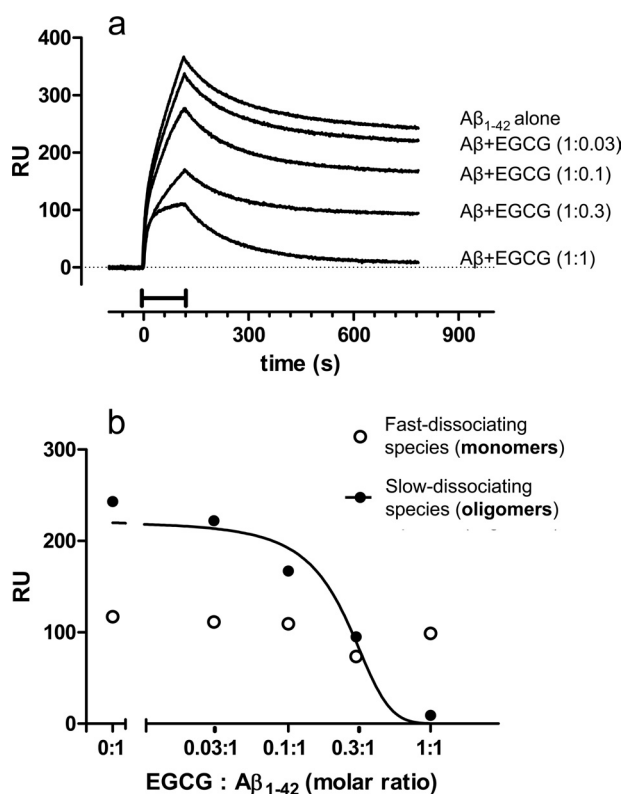 a
400
300
200
100
0
RU
Aβ1-42 alone
Aβ+EGCG (1:0.03)
Aβ+EGCG (1:0.1)
Aβ+EGCG (1:0.3)
Aβ+EGCG (1:1)
0 300 600 900
time (s)
b
Fast-dissociating
species (monomers)
Slow-dissociating
species (oligomers)
300
200
100
0
RU
0:1 0.03:1 0.1:1 0.3:1 1:1
EGCG : Aβ1-42 (molar ratio)